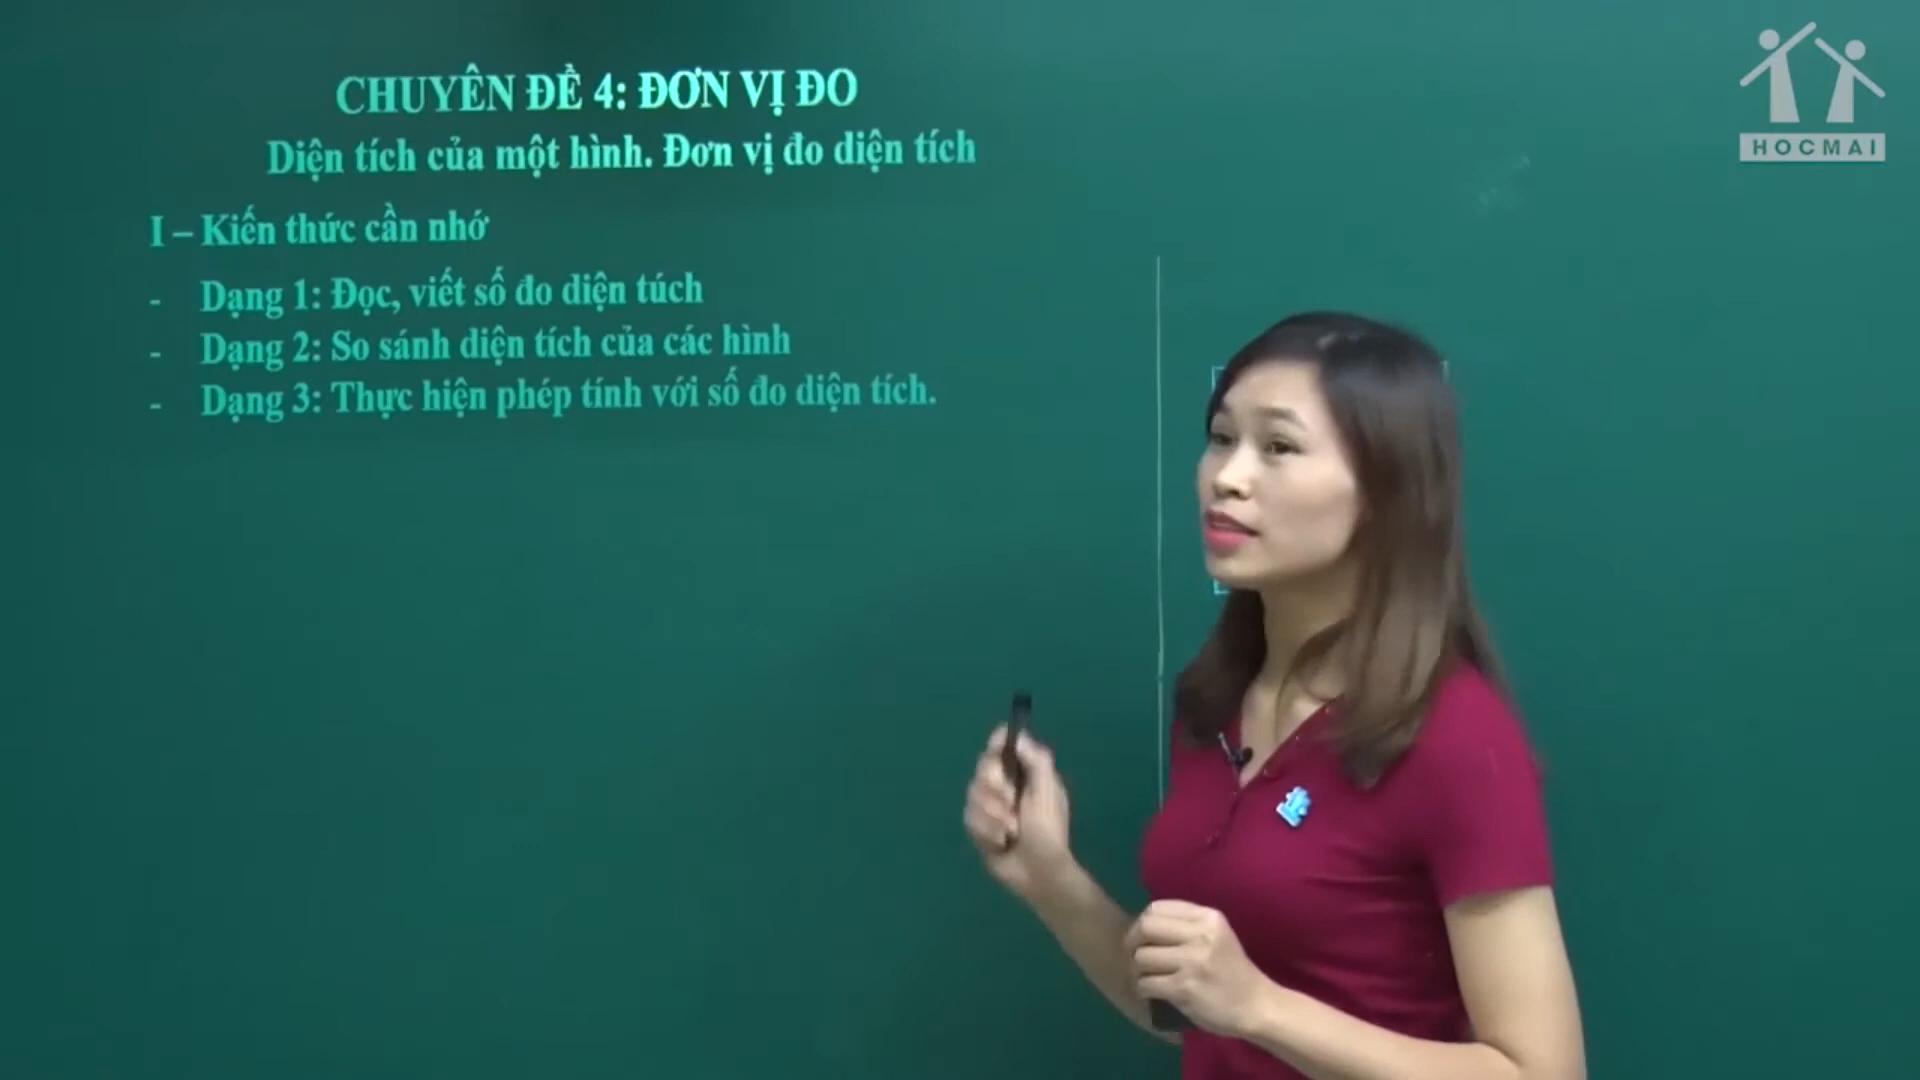 CHUYÊN ĐỀ 4: ĐƠN VỊ ĐO
Diện tích của một hình. Đơn vị đo diện tích
I – Kiến thức cần nhớ
- Dạng 1: Đọc, viết số đo diện túch
- Dạng 2: So sánh diện tích của các hình
- Dạng 3: Thực hiện phép tính với số đo diện tích.
HOCMAI